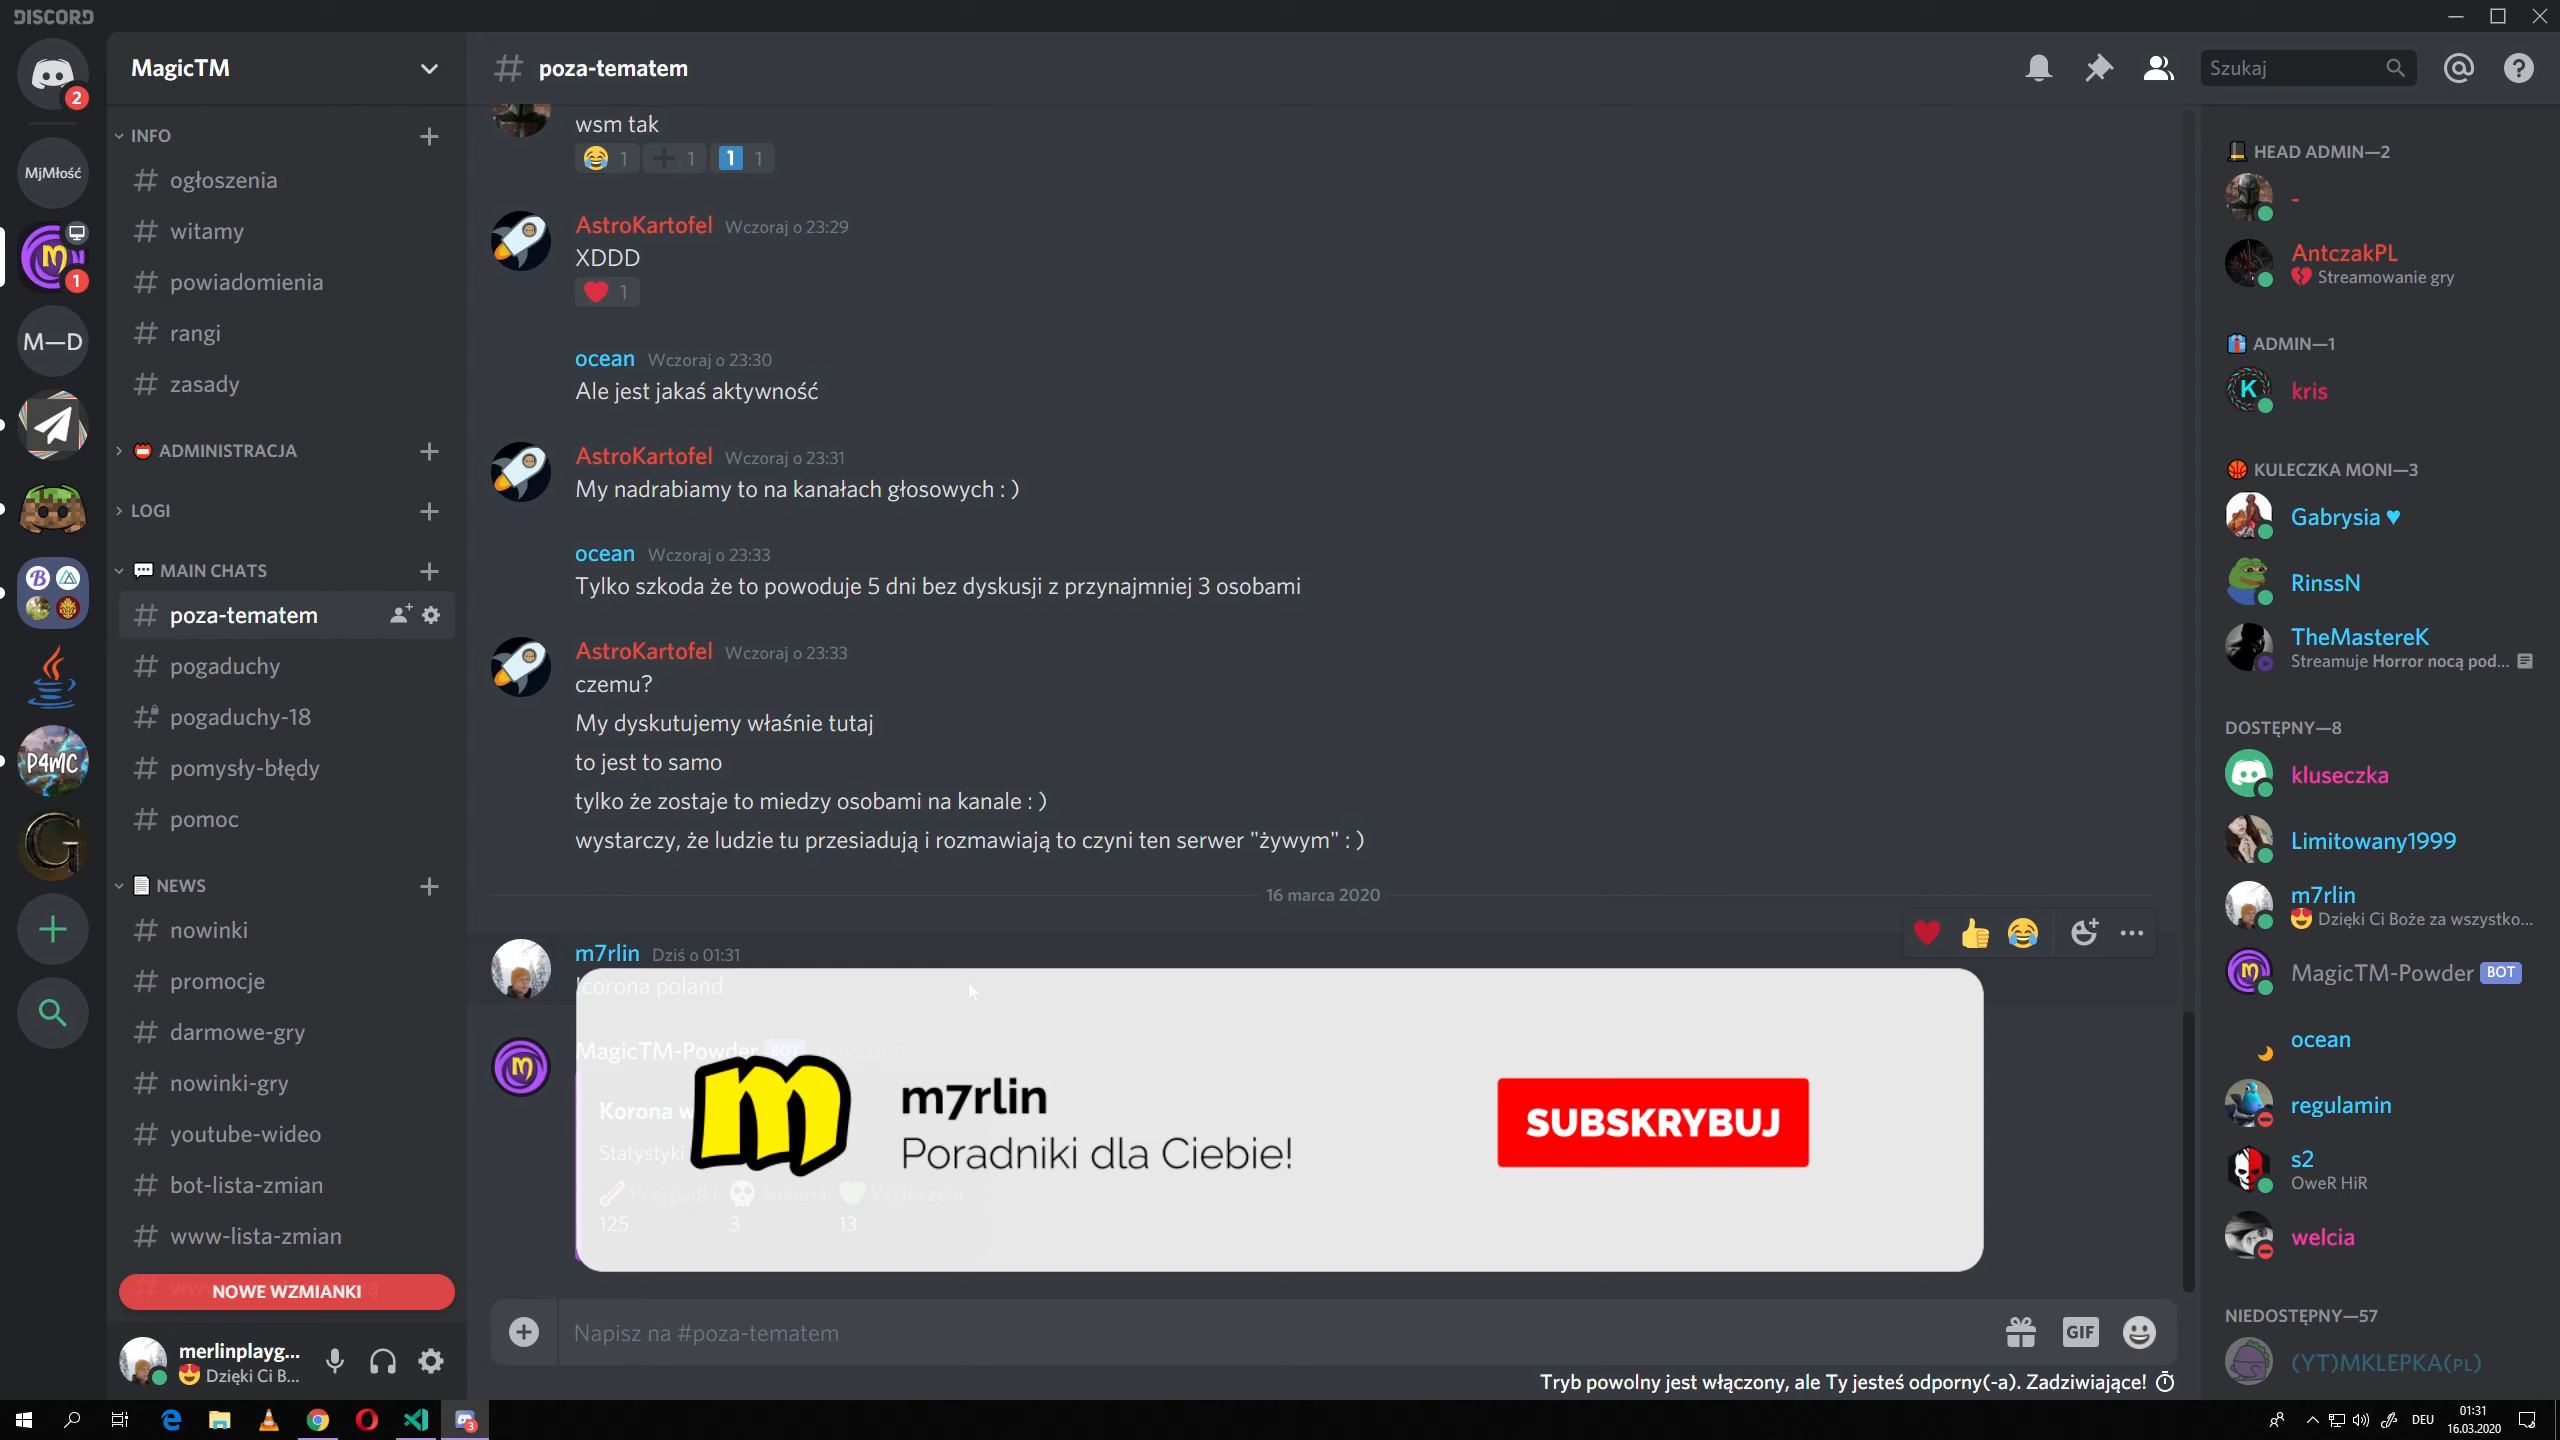 DISCORD
2
MjMłość
1
M—D
P4MC
MagicTM
INFO
ogłoszenia
witamy
powiadomienia
rangi
zasady
ADMINISTRACJA
LOGI
MAIN CHATS
poza-tematem
pogaduchy
pogaduchy-18
pomysły-błędy
pomoc
NEWS
nowinki
promocje
darmowe-gry
nowinki-gry
youtube-wideo
bot-lista-zmian
www-lista-zmian
NOWE WZMIANKI
merlinplayg...
Dzięki Ci B...
# poza-tematem
Szukaj
wsm tak
1 1 1 1
AstroKartofel Wczoraj o 23:29
XDDD
1
ocean Wczoraj o 23:30
Ale jest jakaś aktywność
AstroKartofel Wczoraj o 23:31
My nadrabiamy to na kanałach głosowych : )
ocean Wczoraj o 23:33
Tylko szkoda że to powoduje 5 dni bez dyskusji z przynajmniej 3 osobami
AstroKartofel Wczoraj o 23:33
czemu?
My dyskutujemy właśnie tutaj
to jest to samo
tylko że zostaje to miedzy osobami na kanale : )
wystarczy, że ludzie tu przesiadują i rozmawiają to czyni ten serwer "żywym" : )
16 marca 2020
m7rlin Dziś o 01:31
!corona poland
MagicTM-Powder BOT
Korona w
Statystyki
Przypadki Śmierci Wyleczeni
125 3 13
m m7rlin
Poradniki dla Ciebie!
SUBSKRYBUJ
Napisz na #poza-tematem
GIF
Tryb powolny jest włączony, ale Ty jesteś odporny(-a). Zadziwiające!
HEAD ADMIN—2
-
AntczakPL
Streamowanie gry
ADMIN—1
K kris
KULECZKA MONI—3
Gabrysia ♥
RinssN
TheMastereK
Streamuje Horror nocą pod...
DOSTĘPNY—8
kluseczka
Limitowany1999
m7rlin
Dzięki Ci Boże za wszystko...
MagicTM-Powder BOT
ocean
regulamin
s2
OweR HiR
welcia
NIEDOSTĘPNY—57
(YT)MKLEPKA(PL)
3
DEU
01:31
16.03.2020